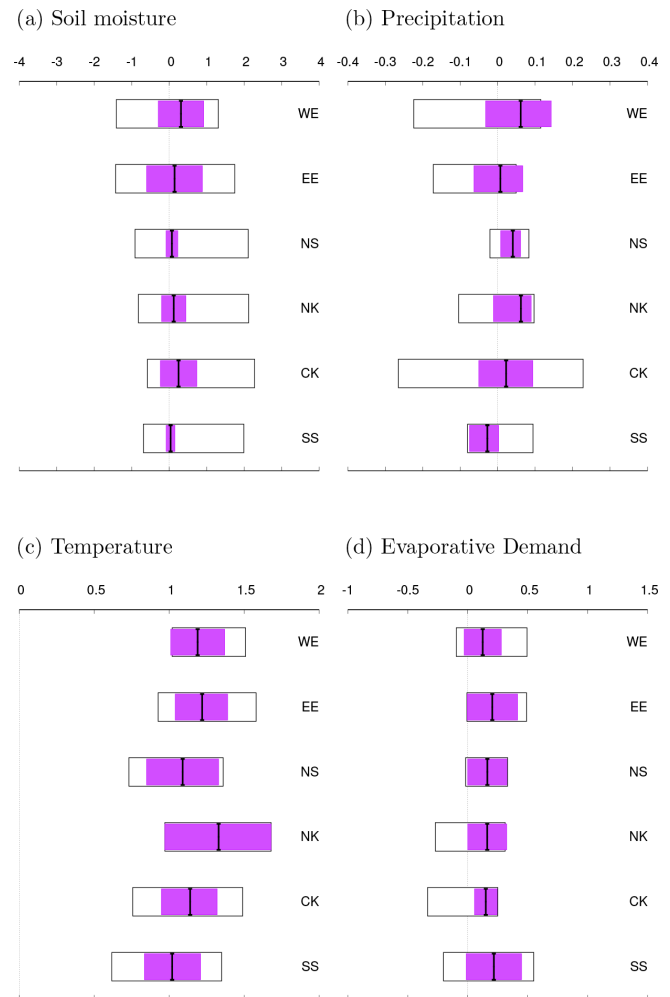 (a) Soil moisture
-4 -3 -2 -1 0 1 2 3 4
WE
EE
NS
NK
CK
SS
(b) Precipitation
-0.4 -0.3 -0.2 -0.1 0 0.1 0.2 0.3 0.4
WE
EE
NS
NK
CK
SS
(c) Temperature
0 0.5 1 1.5 2
WE
EE
NS
NK
CK
SS
(d) Evaporative Demand
-1 -0.5 0 0.5 1 1.5
WE
EE
NS
NK
CK
SS